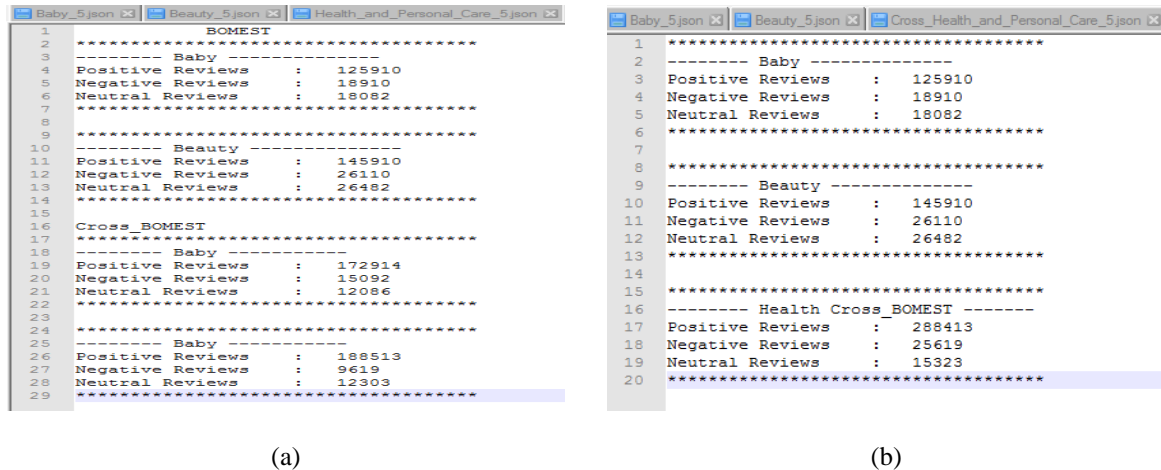 Baby_5.json Beauty_5.json Health_and_Personal_Care_5.json
1 BOMEST
2 *************************************
3 -------- Baby --------------
4 Positive Reviews : 125910
5 Negative Reviews : 18910
6 Neutral Reviews : 18082
7 *************************************
8
9 *************************************
10 -------- Beauty --------------
11 Positive Reviews : 145910
12 Negative Reviews : 26110
13 Neutral Reviews : 26482
14 *************************************
15
16 Cross_BOMEST
17 *************************************
18 -------- Baby -----------
19 Positive Reviews : 172914
20 Negative Reviews : 15092
21 Neutral Reviews : 12086
22 *************************************
23
24 *************************************
25 -------- Baby -----------
26 Positive Reviews : 188513
27 Negative Reviews : 9619
28 Neutral Reviews : 12303
29 *************************************
(a)
Baby_5.json Beauty_5.json Cross_Health_and_Personal_Care_5.json
1 *************************************
2 -------- Baby --------------
3 Positive Reviews : 125910
4 Negative Reviews : 18910
5 Neutral Reviews : 18082
6 *************************************
7
8 *************************************
9 -------- Beauty --------------
10 Positive Reviews : 145910
11 Negative Reviews : 26110
12 Neutral Reviews : 26482
13 *************************************
14
15 *************************************
16 -------- Health Cross_BOMEST -------
17 Positive Reviews : 288413
18 Negative Reviews : 25619
19 Neutral Reviews : 15323
20 *************************************
(b)